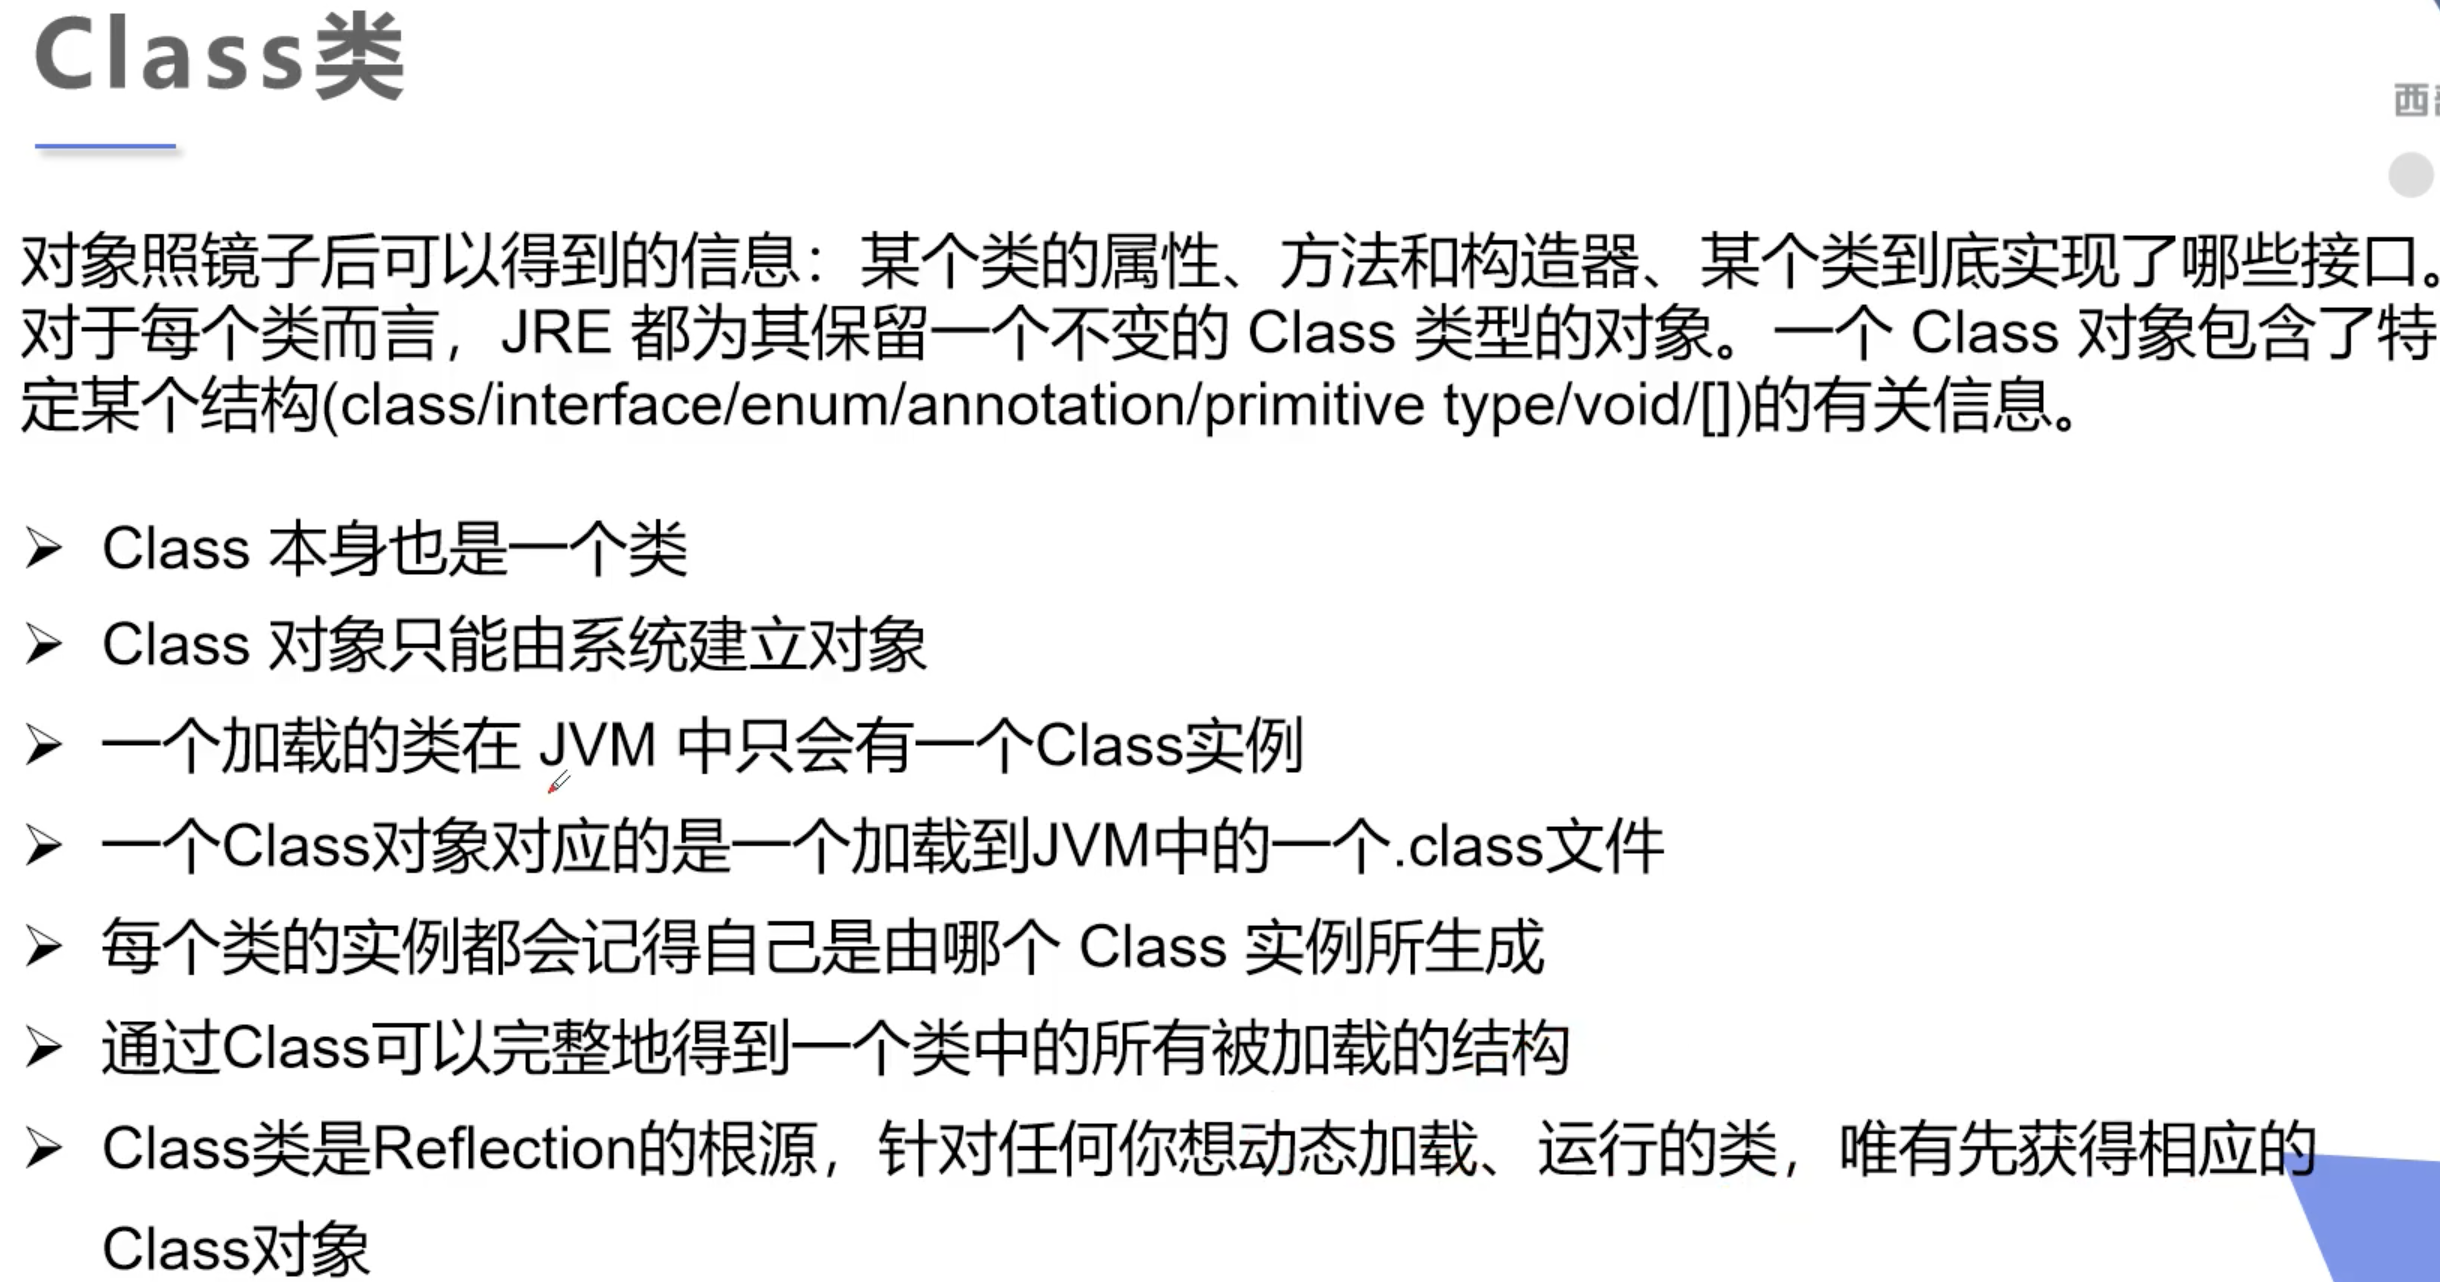 Class类
西
对象照镜子后可以得到的信息：某个类的属性、方法和构造器、某个类到底实现了哪些接口。
对于每个类而言，JRE 都为其保留一个不变的 Class 类型的对象。一个 Class 对象包含了特
定某个结构(class/interface/enum/annotation/primitive type/void/[])的有关信息。
➢ Class 本身也是一个类
➢ Class 对象只能由系统建立对象
➢ 一个加载的类在 JVM 中只会有一个Class实例
➢ 一个Class对象对应的是一个加载到JVM中的一个.class文件
➢ 每个类的实例都会记得自己是由哪个 Class 实例所生成
➢ 通过Class可以完整地得到一个类中的所有被加载的结构
➢ Class类是Reflection的根源，针对任何你想动态加载、运行的类，唯有先获得相应的
Class对象